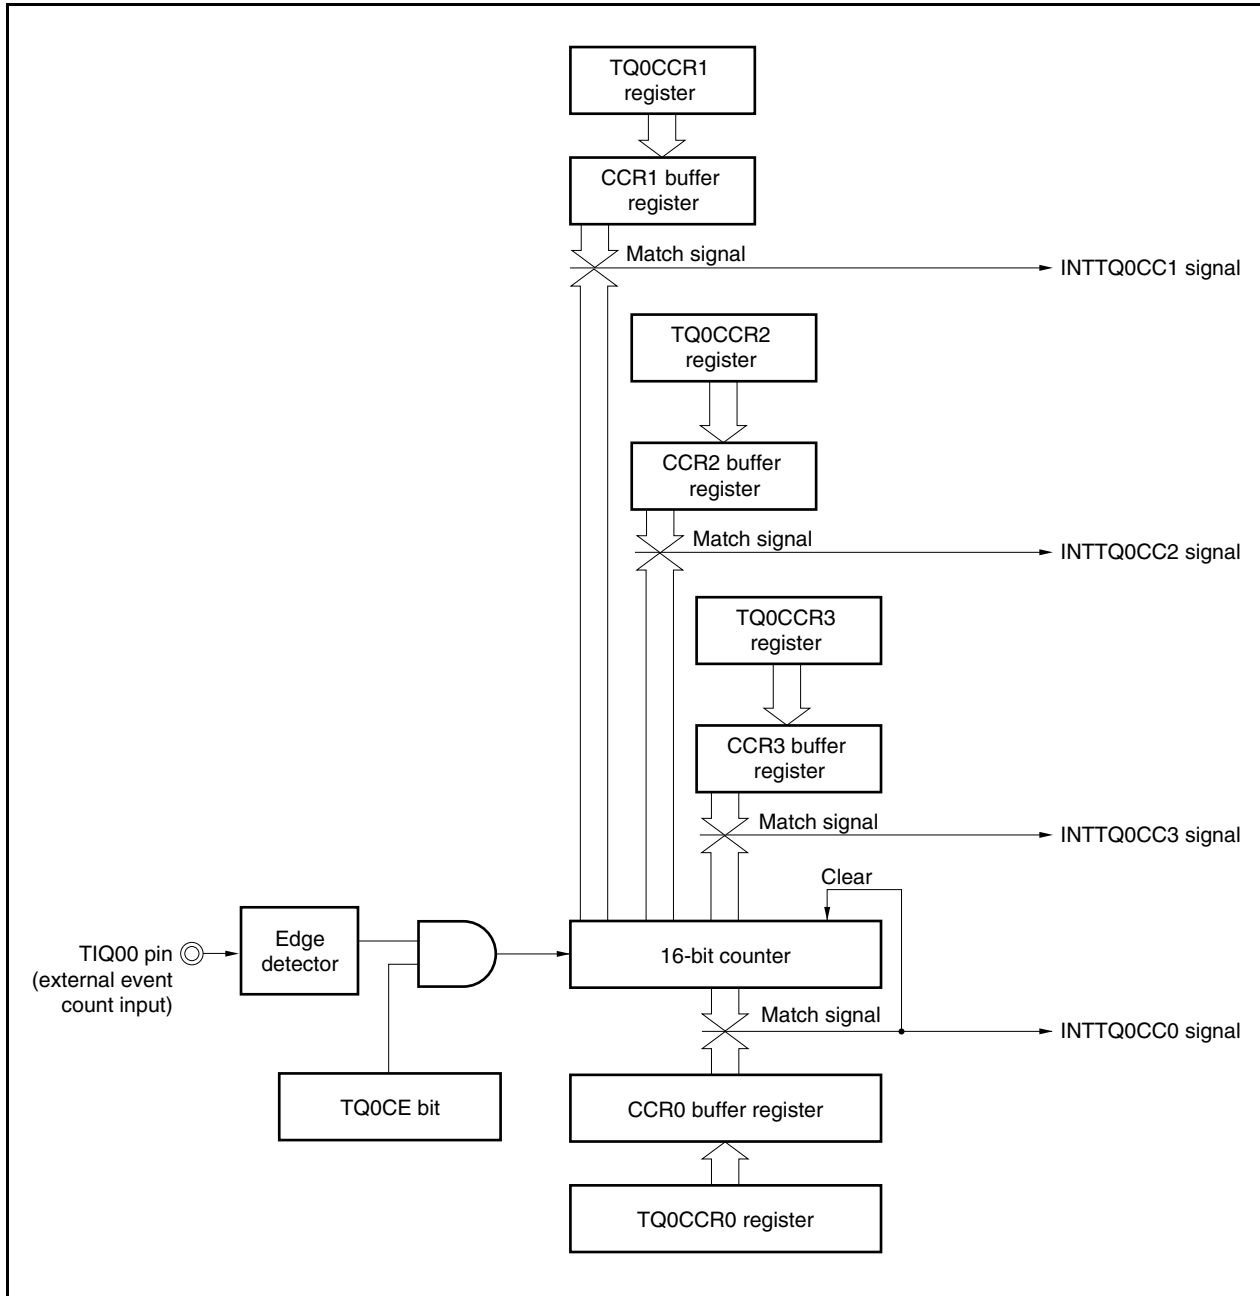 TQ0CCR1
register
CCR1 buffer
register
Match signal
INTTQ0CC1 signal
TQ0CCR2
register
CCR2 buffer
register
Match signal
INTTQ0CC2 signal
TQ0CCR3
register
CCR3 buffer
register
Match signal
INTTQ0CC3 signal
Clear
TIQ00 pin
(external event
count input)
Edge
detector
16-bit counter
Match signal
INTTQ0CC0 signal
TQ0CE bit
CCR0 buffer register
TQ0CCR0 register